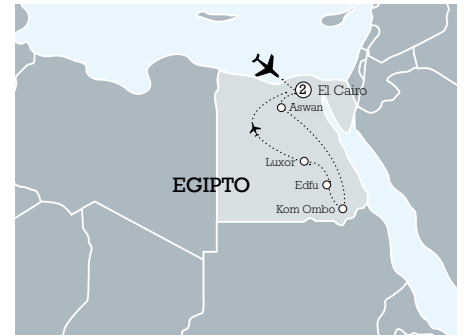 2 El Cairo
Aswan
Luxor
Edfu
EGIPTO
Kom Ombo